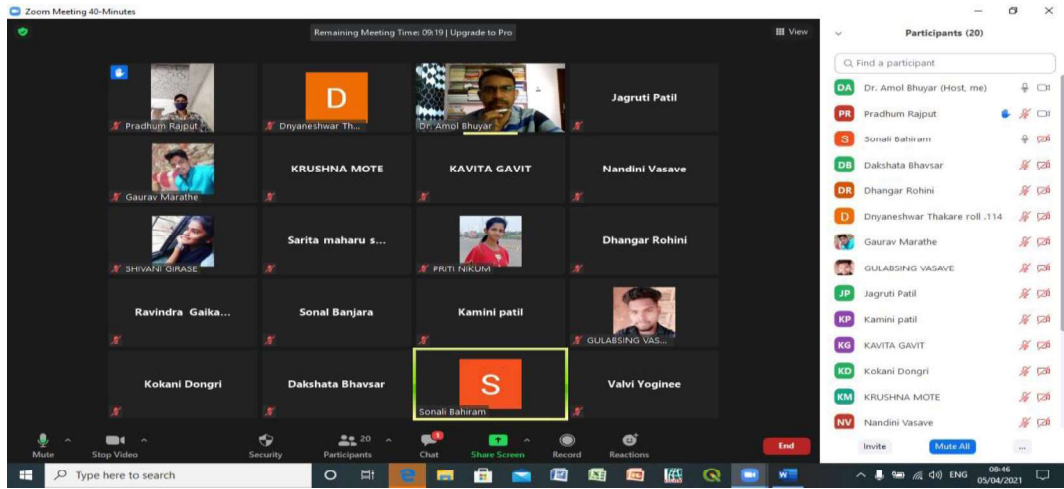 Zoom Meeting 40-Minutes
Remaining Meeting Time: 09:19 | Upgrade to Pro
View
Pradhum Rajput
D
Dnyaneshwar Th...
Dr. Amol Bhuyar
Jagruti Patil
Gaurav Marathe
KRUSHNA MOTE
KAVITA GAVIT
Nandini Vasave
SHIVANI GIRASE
Sarita maharu s...
PRITI NIKUM
Dhangar Rohini
Ravindra Gaika...
Sonal Banjara
Kamini patil
GULABSING VAS...
Kokani Dongri
Dakshata Bhavsar
S
Sonali Bahiram
Valvi Yoginee
Mute
Stop Video
Security
Participants
20
Chat
1
Share Screen
Record
Reactions
End
Participants (20)
Find a participant
DA Dr. Amol Bhuyar (Host, me)
PR Pradhum Rajput
S Sonali Bahiram
DB Dakshata Bhavsar
DR Dhangar Rohini
D Dnyaneshwar Thakare roll .114
Gaurav Marathe
GULABSING VASAVE
JP Jagruti Patil
KP Kamini patil
KG KAVITA GAVIT
KD Kokani Dongri
KM KRUSHNA MOTE
NV Nandini Vasave
Invite
Mute All
...
Type here to search
ENG
08:46
05/04/2021